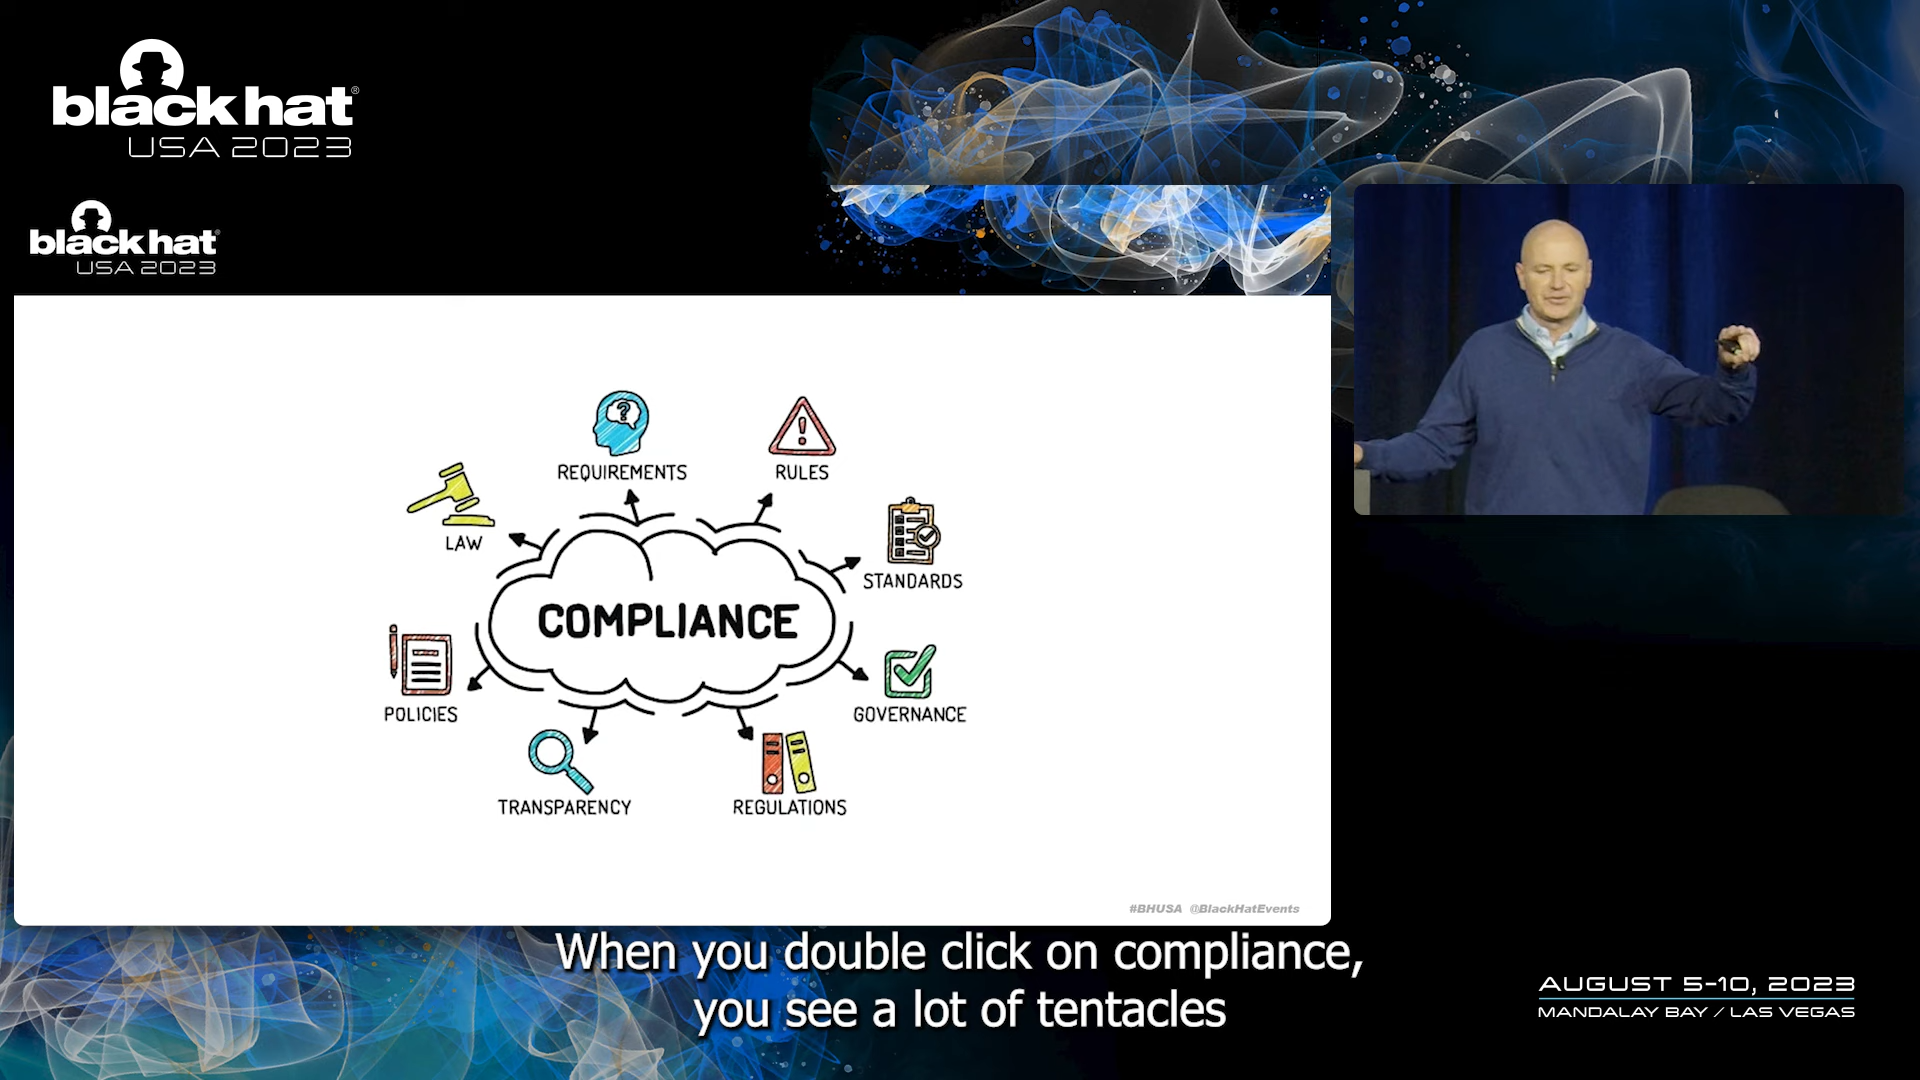 black hat®
USA 2023
black hat®
USA 2023
REQUIREMENTS
RULES
LAW
STANDARDS
COMPLIANCE
POLICIES
GOVERNANCE
TRANSPARENCY
REGULATIONS
#BHUSA @BlackHatEvents
When you double click on compliance,
you see a lot of tentacles
AUGUST 5-10, 2023
MANDALAY BAY / LAS VEGAS